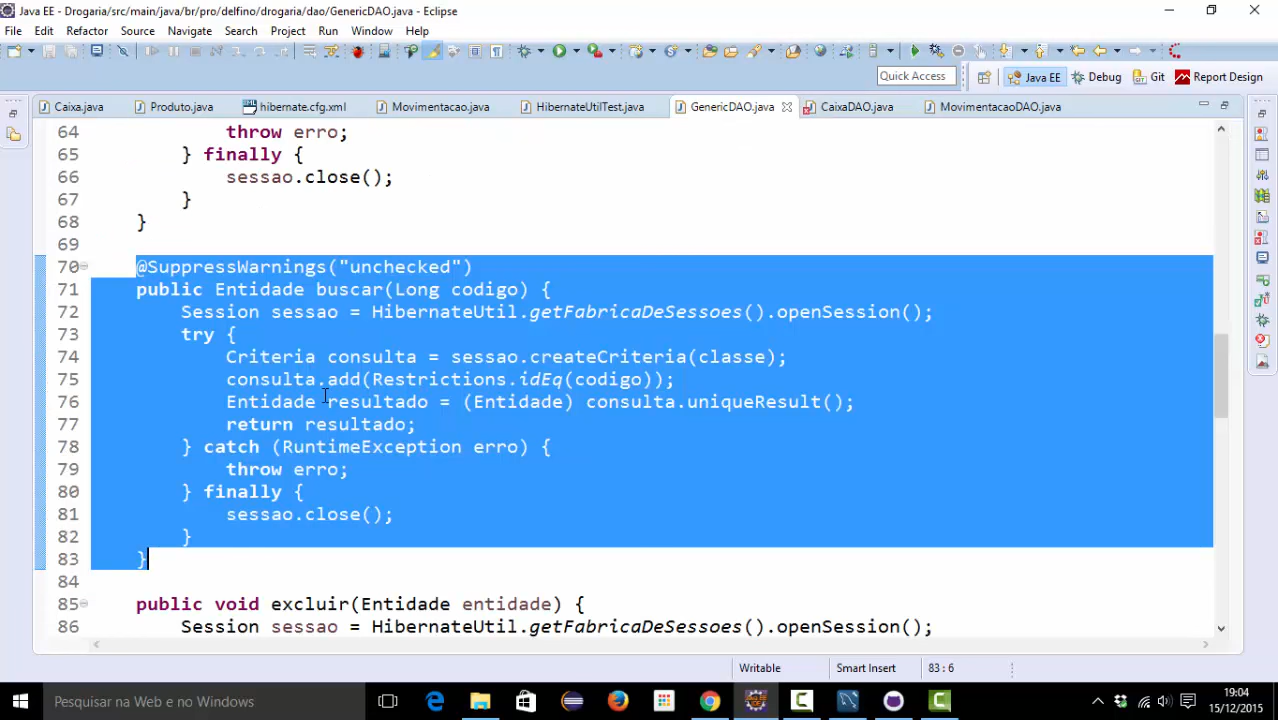 Java EE - Drogaria/src/main/java/br/pro/delfino/drogaria/dao/GenericDAO.java - Eclipse
File Edit Refactor Source Navigate Search Project Run Window Help
Quick Access Java EE Debug Git Report Design
Caixa.java Produto.java hibernate.cfg.xml Movimentacao.java HibernateUtilTest.java GenericDAO.java CaixaDAO.java MovimentacaoDAO.java
64 throw erro;
65 } finally {
66 sessao.close();
67 }
68 }
69
70 @SuppressWarnings("unchecked")
71 public Entidade buscar(Long codigo) {
72 Session sessao = HibernateUtil.getFabricaDeSessoes().openSession();
73 try {
74 Criteria consulta = sessao.createCriteria(classe);
75 consulta.add(Restrictions.idEq(codigo));
76 Entidade resultado = (Entidade) consulta.uniqueResult();
77 return resultado;
78 } catch (RuntimeException erro) {
79 throw erro;
80 } finally {
81 sessao.close();
82 }
83 }
84
85 public void excluir(Entidade entidade) {
86 Session sessao = HibernateUtil.getFabricaDeSessoes().openSession();
Writable Smart Insert 83 : 6
Pesquisar na Web e no Windows
19:04
15/12/2015